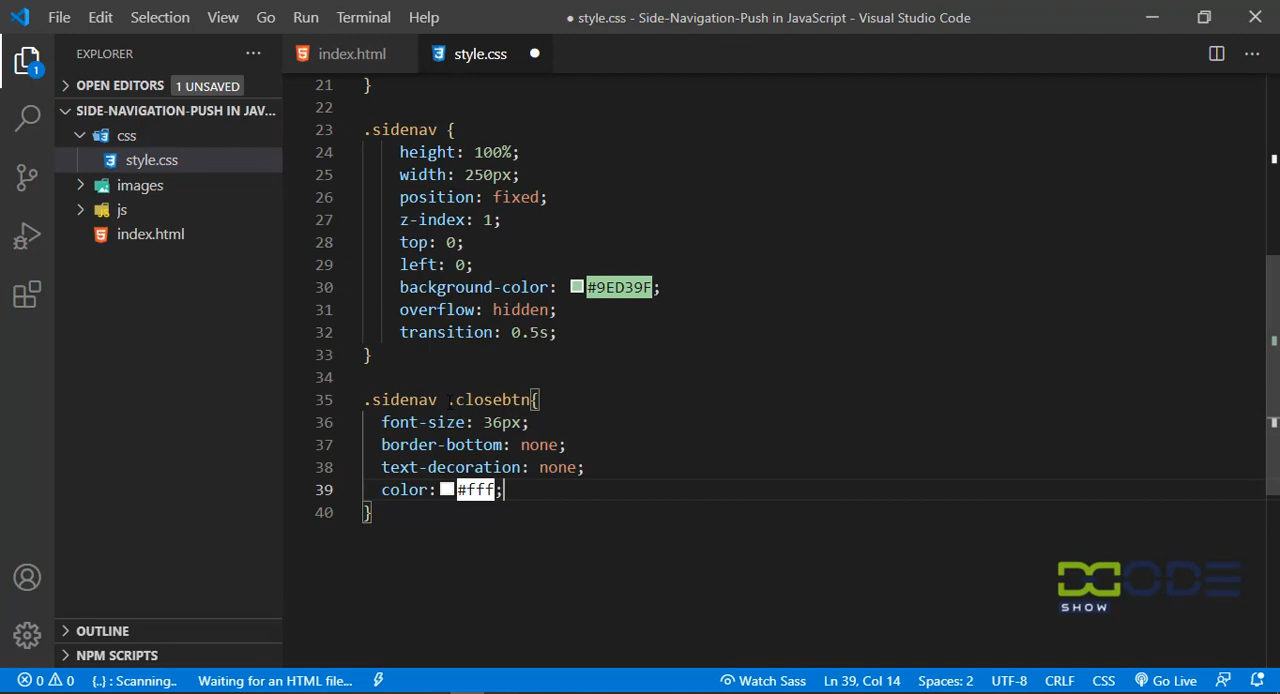 File Edit Selection View Go Run Terminal Help
● style.css - Side-Navigation-Push in JavaScript - Visual Studio Code
EXPLORER ···
index.html
style.css ●
1
OPEN EDITORS 1 UNSAVED
SIDE-NAVIGATION-PUSH IN JAV...
css
style.css
images
js
index.html
OUTLINE
NPM SCRIPTS
21 }
22
23 .sidenav {
24 height: 100%;
25 width: 250px;
26 position: fixed;
27 z-index: 1;
28 top: 0;
29 left: 0;
30 background-color: #9ED39F;
31 overflow: hidden;
32 transition: 0.5s;
33 }
34
35 .sidenav .closebtn{
36 font-size: 36px;
37 border-bottom: none;
38 text-decoration: none;
39 color: #fff;
40 }
DCODE
SHOW
0 0 {..} : Scanning.. Waiting for an HTML file... Watch Sass Ln 39, Col 14 Spaces: 2 UTF-8 CRLF CSS Go Live